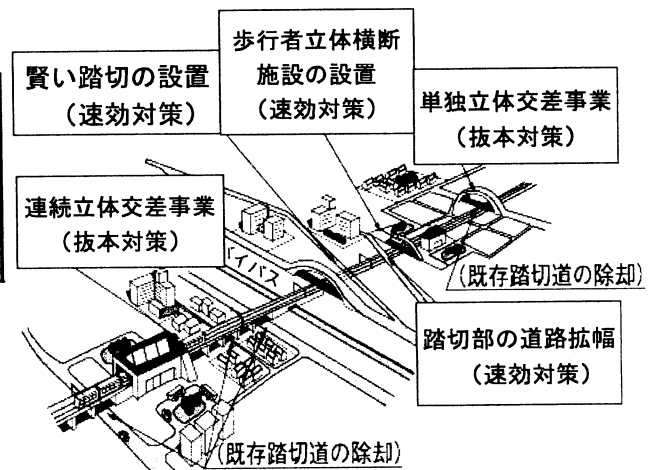 歩行者立体横断
施設の設置
(速効対策)
賢い踏切の設置
(速効対策)
単独立体交差事業
(抜本対策)
連続立体交差事業
(抜本対策)
バイパス
(既存踏切道の除却)
踏切部の道路拡幅
(速効対策)
(既存踏切道の除却)